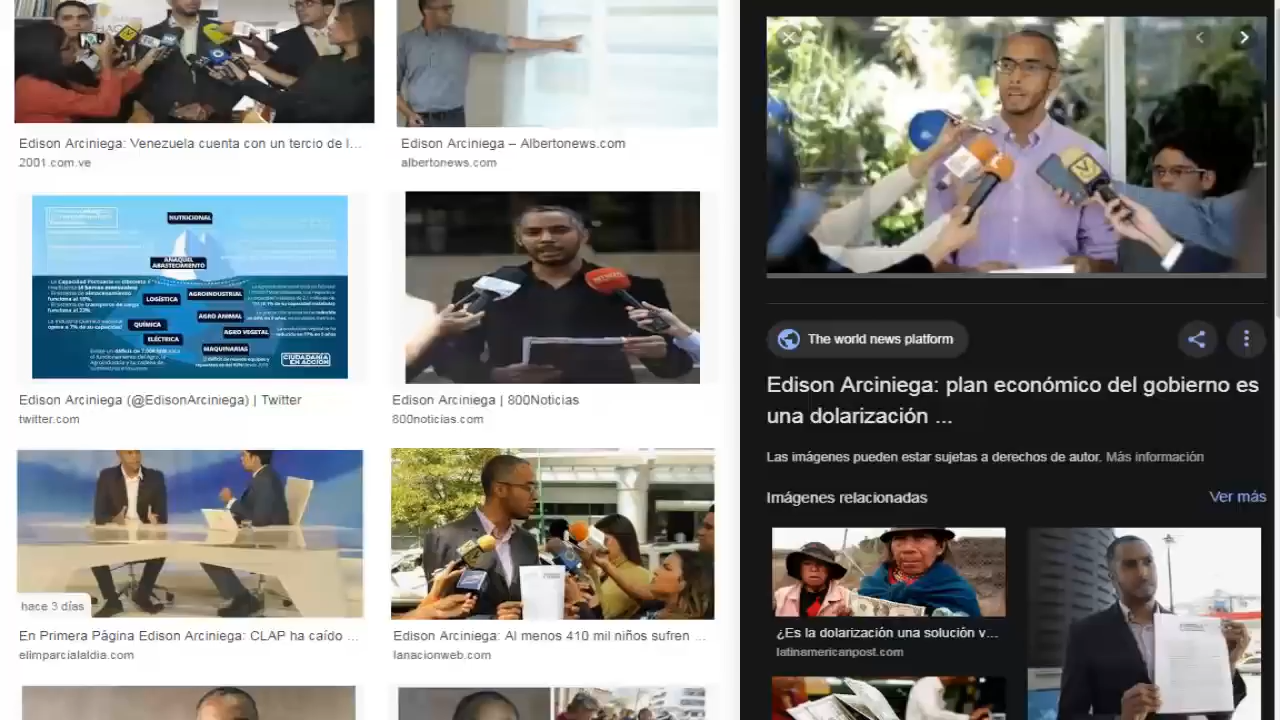 Edison Arciniega: Venezuela cuenta con un tercio de l...
2001.com.ve
Edison Arciniega – Albertonews.com
albertonews.com
NUTRICIONAL
ANAQUEL
ABASTECIMIENTO
LOGÍSTICA
AGROINDUSTRIAL
AGRO ANIMAL
QUÍMICA
AGRO VEGETAL
ELÉCTRICA
MAQUINARIAS
CIUDADANÍA
EN ACCIÓN
Edison Arciniega (@EdisonArciniega) | Twitter
twitter.com
Edison Arciniega | 800Noticias
800noticias.com
hace 3 días
En Primera Página Edison Arciniega: CLAP ha caído ...
elimparcialaldia.com
Edison Arciniega: Al menos 410 mil niños sufren ...
lanacionweb.com
The world news platform
Edison Arciniega: plan económico del gobierno es
una dolarización ...
Las imágenes pueden estar sujetas a derechos de autor. Más información
Imágenes relacionadas
Ver más
¿Es la dolarización una solución v...
latinamericanpost.com